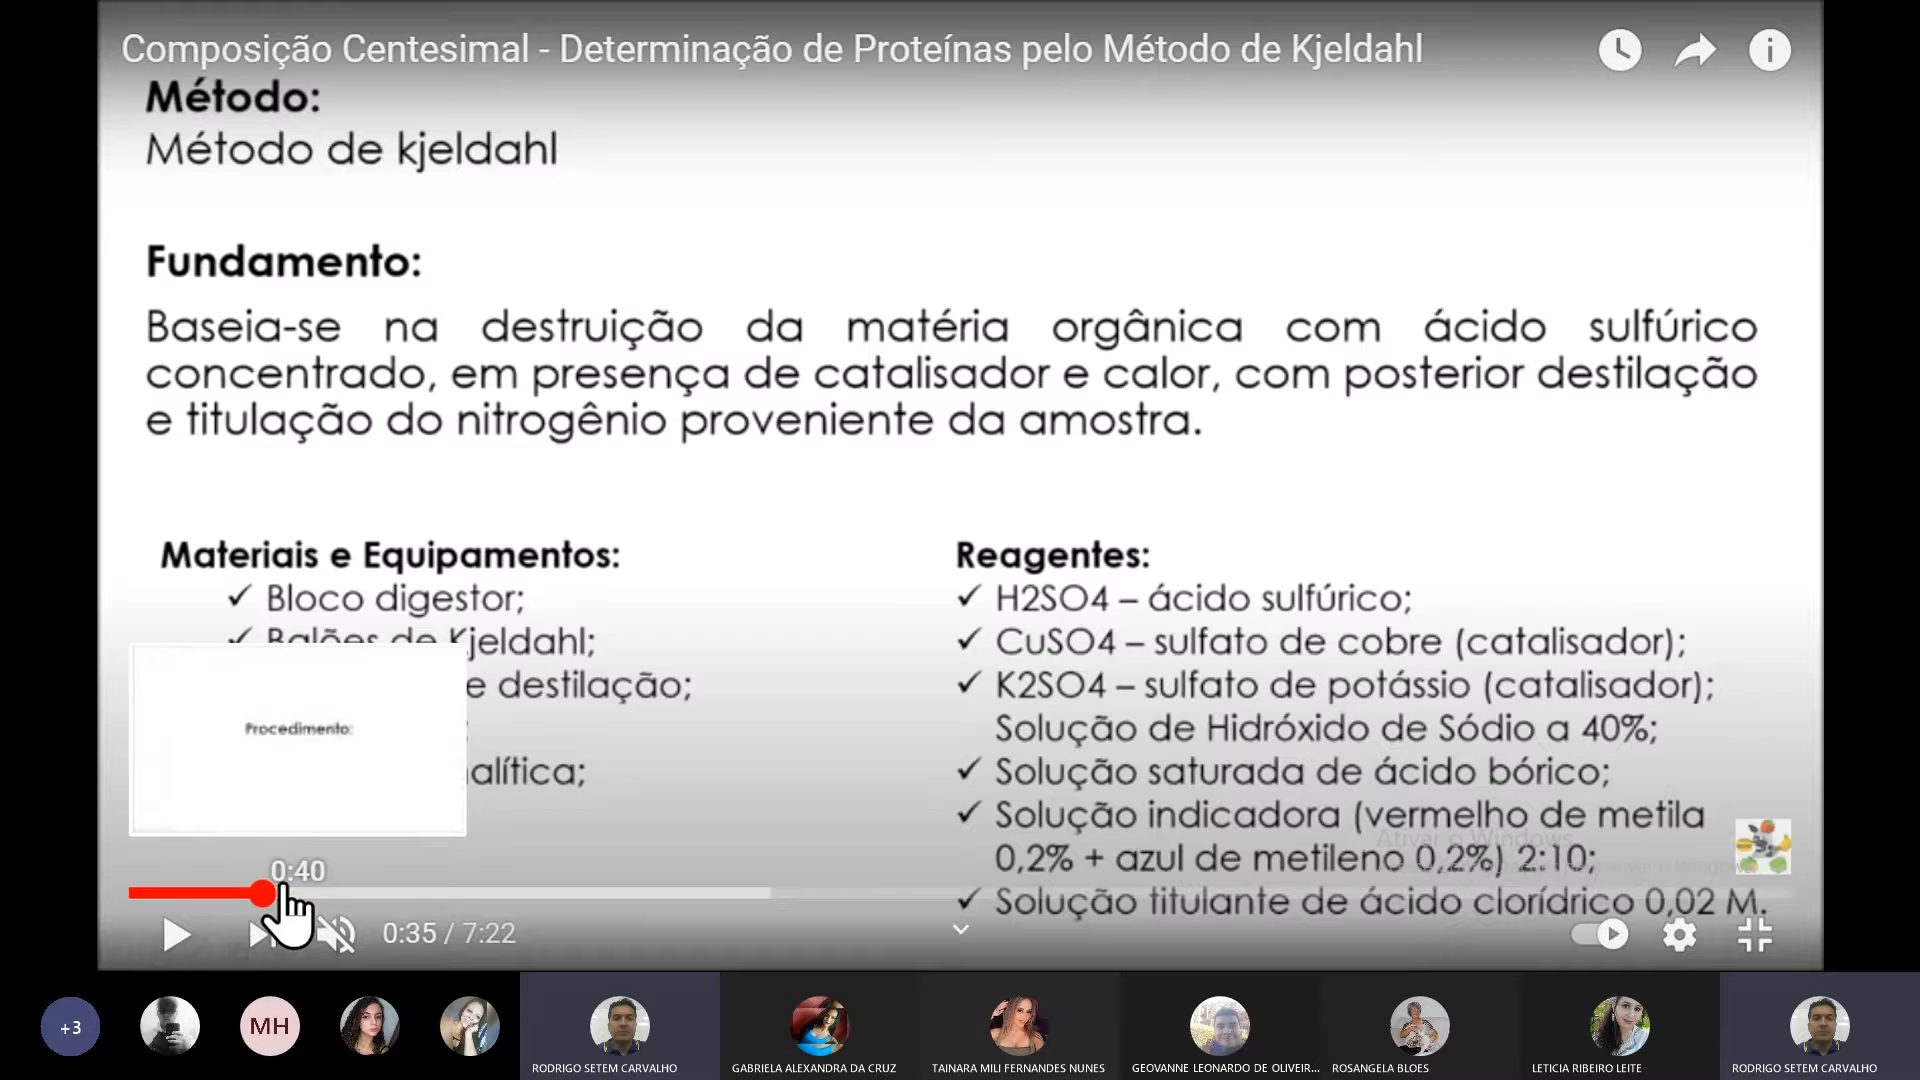 Composição Centesimal - Determinação de Proteínas pelo Método de Kjeldahl
Método:
Método de kjeldahl
Fundamento:
Baseia-se na destruição da matéria orgânica com ácido sulfúrico
concentrado, em presença de catalisador e calor, com posterior destilação
e titulação do nitrogênio proveniente da amostra.
Materiais e Equipamentos:
✓ Bloco digestor;
✓ Balões de Kjeldahl;
e destilação;
;
alítica;
Procedimento:
Reagentes:
✓ H2SO4 – ácido sulfúrico;
✓ CuSO4 – sulfato de cobre (catalisador);
✓ K2SO4 – sulfato de potássio (catalisador);
Solução de Hidróxido de Sódio a 40%;
✓ Solução saturada de ácido bórico;
✓ Solução indicadora (vermelho de metila
0,2% + azul de metileno 0,2%) 2:10;
✓ Solução titulante de ácido clorídrico 0,02 M.
Ativar o Windows
0:40
0:35 / 7:22
+3
MH
RODRIGO SETEM CARVALHO
GABRIELA ALEXANDRA DA CRUZ
TAINARA MILI FERNANDES NUNES
GEOVANNE LEONARDO DE OLIVEIR...
ROSANGELA BLOES
LETICIA RIBEIRO LEITE
RODRIGO SETEM CARVALHO